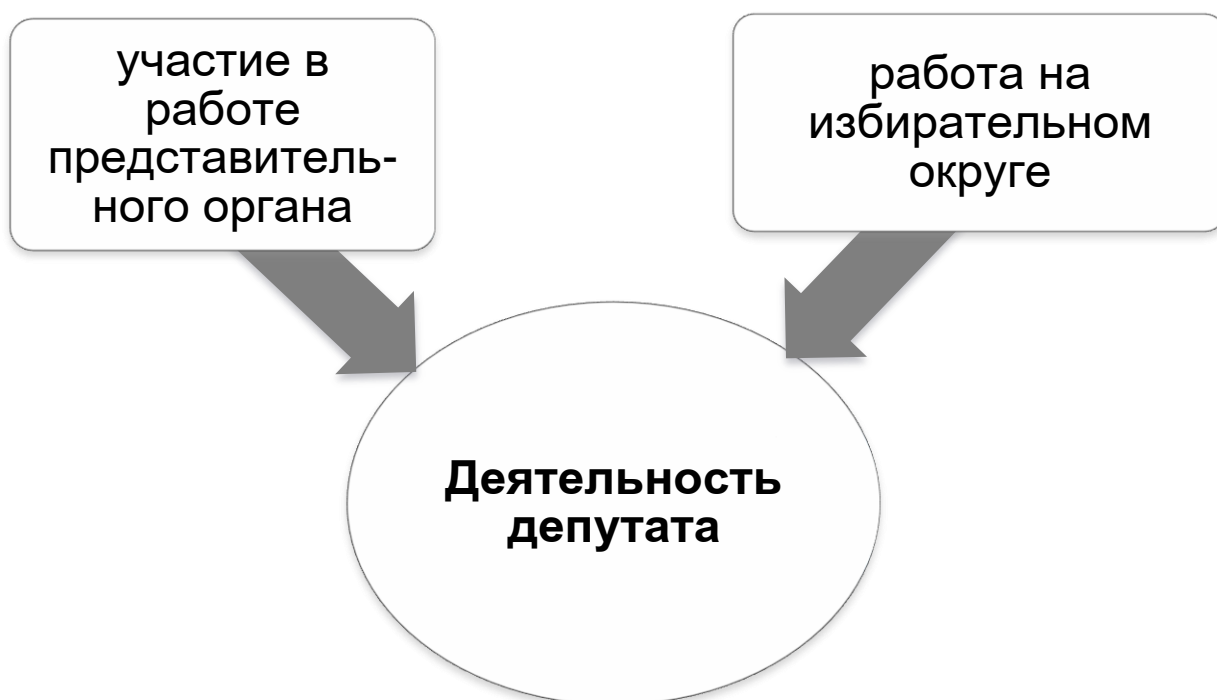 участие в
работе
представитель-
ного органа
работа на
избирательном
округе
Деятельность
депутата